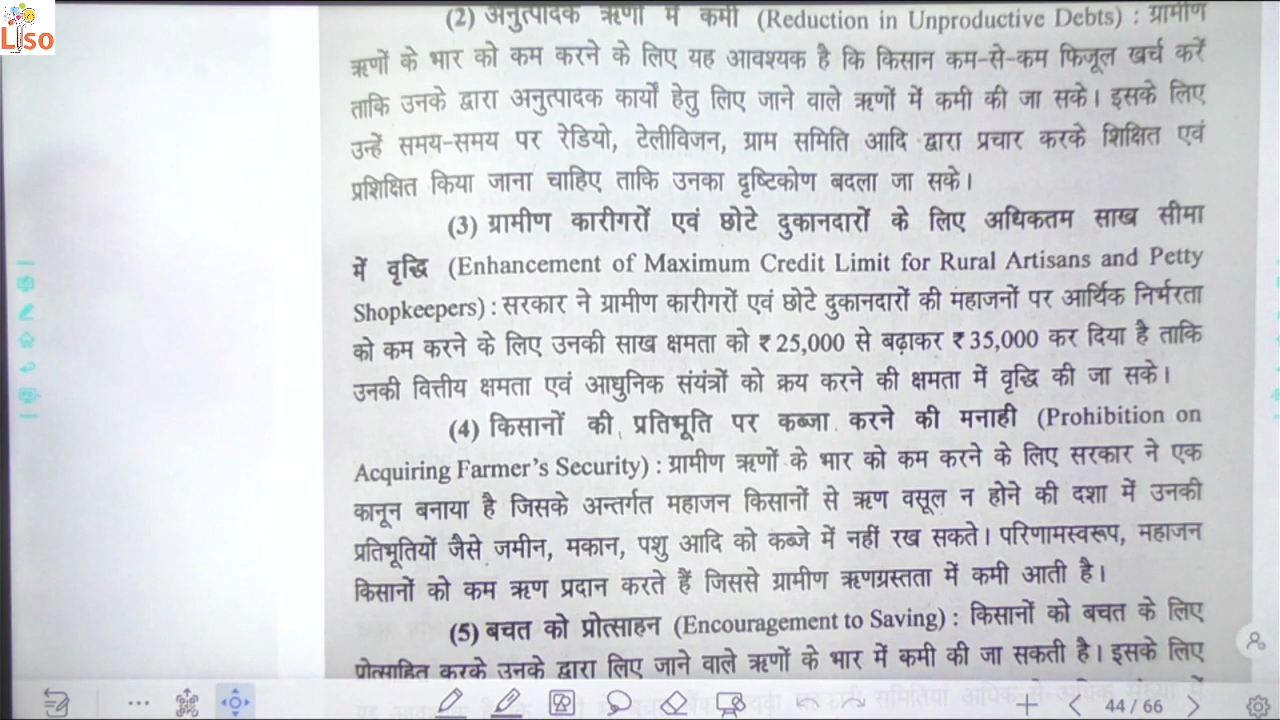 Liso
(2) अनुत्पादक ऋणों में कमी (Reduction in Unproductive Debts) : ग्रामीण
ऋणों के भार को कम करने के लिए यह आवश्यक है कि किसान कम-से-कम फिजूल खर्च करें
ताकि उनके द्वारा अनुत्पादक कार्यों हेतु लिए जाने वाले ऋणों में कमी की जा सके। इसके लिए
उन्हें समय-समय पर रेडियो, टेलीविजन, ग्राम समिति आदि द्वारा प्रचार करके शिक्षित एवं
प्रशिक्षित किया जाना चाहिए ताकि उनका दृष्टिकोण बदला जा सके।
(3) ग्रामीण कारीगरों एवं छोटे दुकानदारों के लिए अधिकतम साख सीमा
में वृद्धि (Enhancement of Maximum Credit Limit for Rural Artisans and Petty
Shopkeepers) : सरकार ने ग्रामीण कारीगरों एवं छोटे दुकानदारों की महाजनों पर आर्थिक निर्भरता
को कम करने के लिए उनकी साख क्षमता को ₹ 25,000 से बढ़ाकर ₹ 35,000 कर दिया है ताकि
उनकी वित्तीय क्षमता एवं आधुनिक संयंत्रों को क्रय करने की क्षमता में वृद्धि की जा सके।
(4) किसानों की प्रतिभूति पर कब्जा करने की मनाही (Prohibition on
Acquiring Farmer's Security) : ग्रामीण ऋणों के भार को कम करने के लिए सरकार ने एक
कानून बनाया है जिसके अन्तर्गत महाजन किसानों से ऋण वसूल न होने की दशा में उनकी
प्रतिभूतियों जैसे जमीन, मकान, पशु आदि को कब्जे में नहीं रख सकते। परिणामस्वरूप, महाजन
किसानों को कम ऋण प्रदान करते हैं जिससे ग्रामीण ऋणग्रस्तता में कमी आती है।
(5) बचत को प्रोत्साहन (Encouragement to Saving) : किसानों को बचत के लिए
प्रोत्साहित करके उनके द्वारा लिए जाने वाले ऋणों के भार में कमी की जा सकती है। इसके लिए
44 / 66